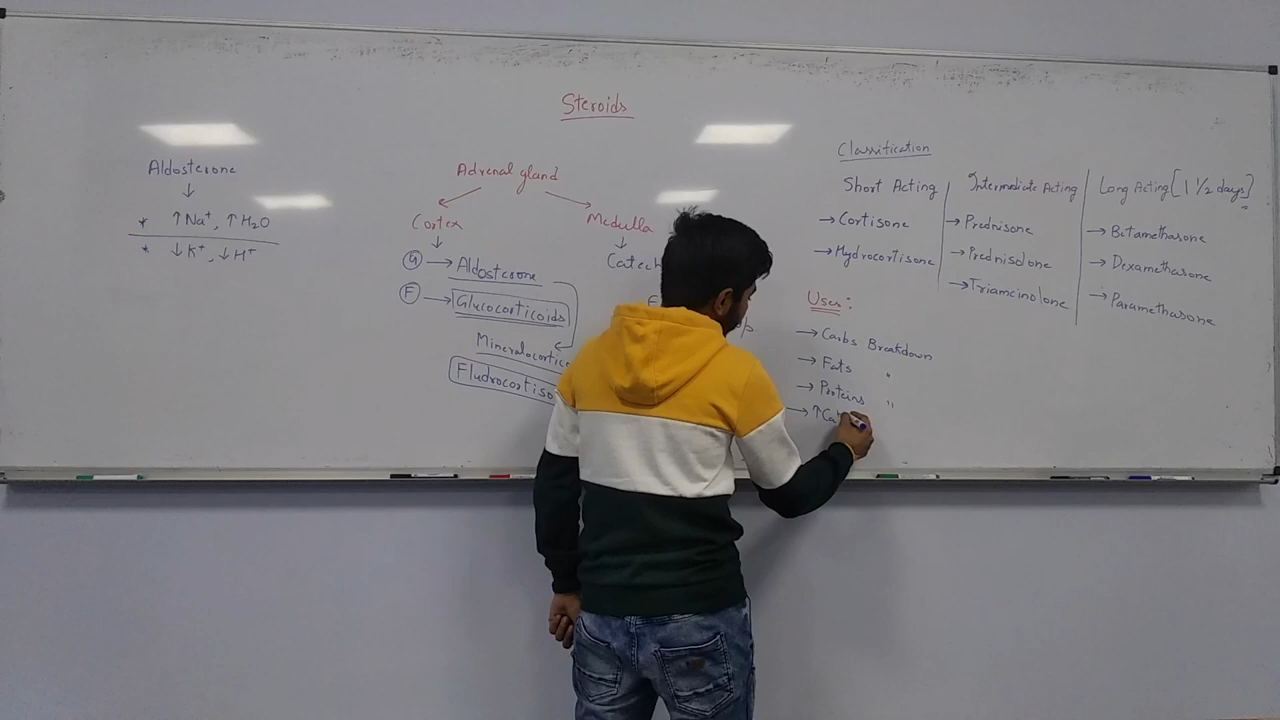 Steroids
Aldosterone
↓
* ↑Na⁺, ↑H₂O
* ↓K⁺, ↓H⁺
Adrenal gland
Cortex
Medulla
↓
↓
G → Aldosterone
F → Glucocorticoids
Classification
Short Acting
→ Cortisone
→ Hydrocortisone
Intermediate Acting
→ Prednisone
→ Prednisolone
→ Triamcinolone
Long Acting [1 1/2 days]
→ Betamethasone
→ Dexamethasone
→ Paramethasone
Uses:
→ Carbs Breakdown
→ Fats "
→ Proteins "